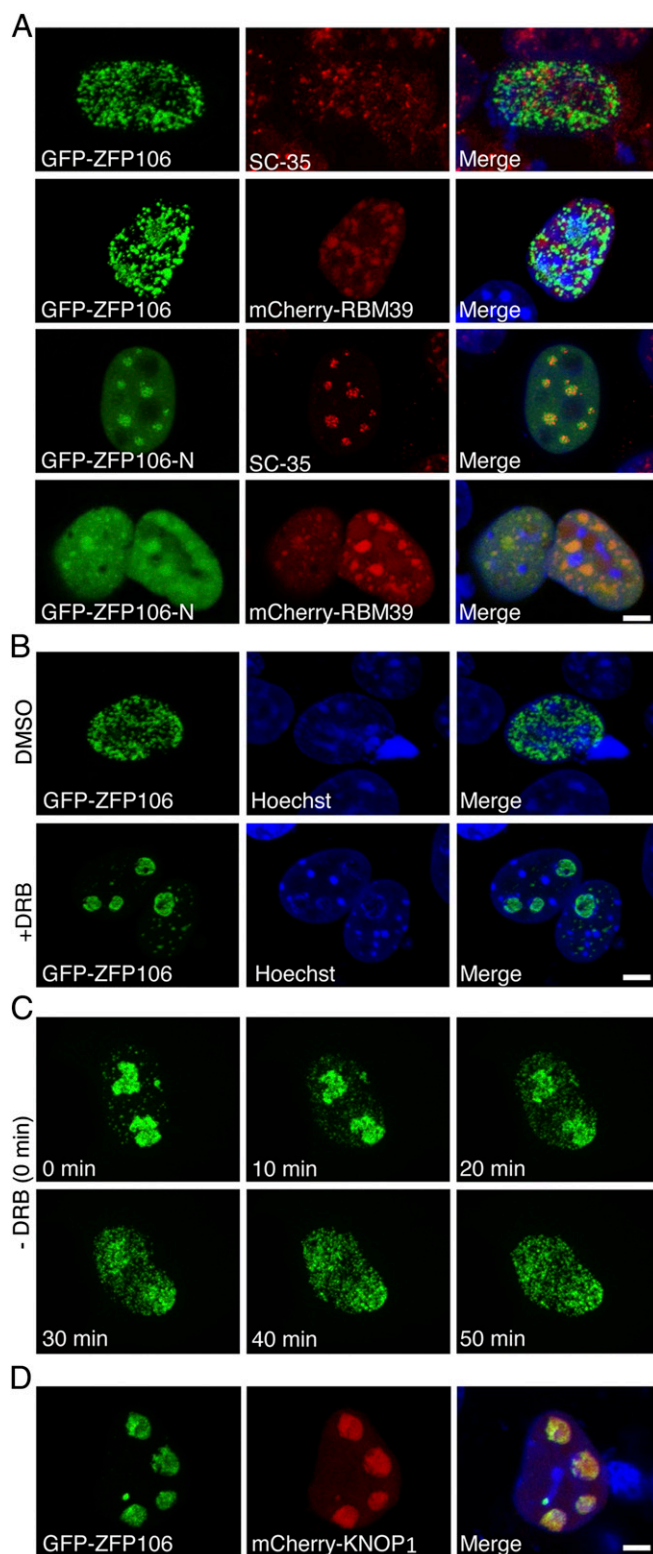 A
GFP-ZFP106
SC-35
Merge
GFP-ZFP106
mCherry-RBM39
Merge
GFP-ZFP106-N
SC-35
Merge
GFP-ZFP106-N
mCherry-RBM39
Merge
B
DMSO
GFP-ZFP106
Hoechst
Merge
+DRB
GFP-ZFP106
Hoechst
Merge
C
- DRB (0 min)
0 min
10 min
20 min
30 min
40 min
50 min
D
GFP-ZFP106
mCherry-KNOP1
Merge